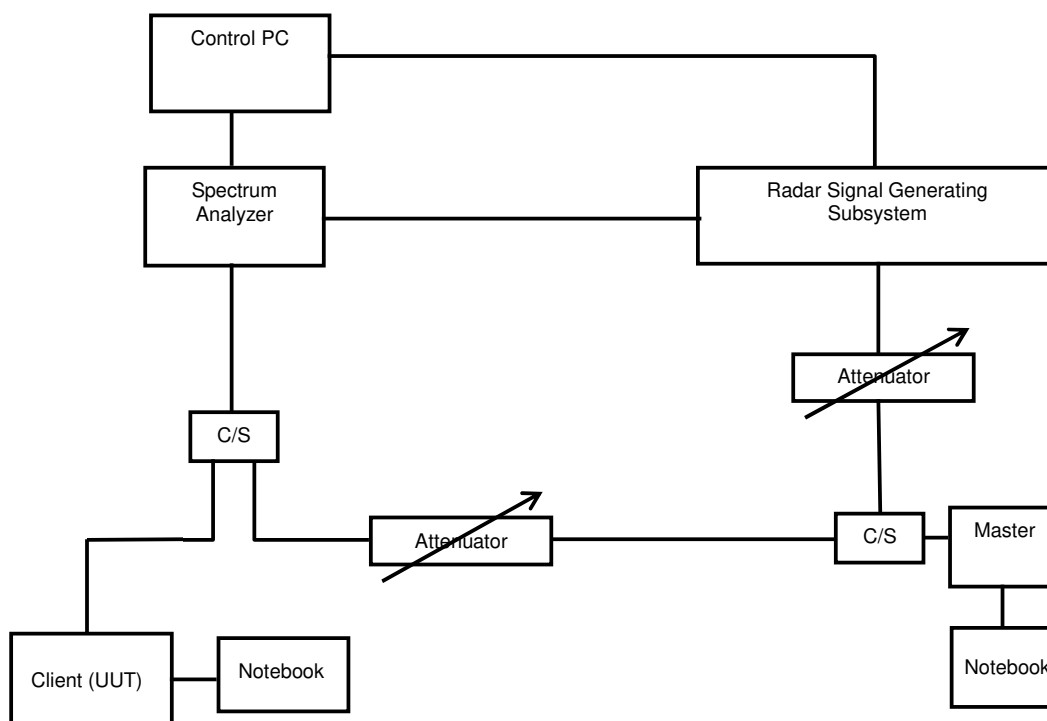 Control PC
Spectrum
Analyzer
Radar Signal Generating
Subsystem
Attenuator
C/S
Attenuator
C/S
Master
Client (UUT)
Notebook
Notebook